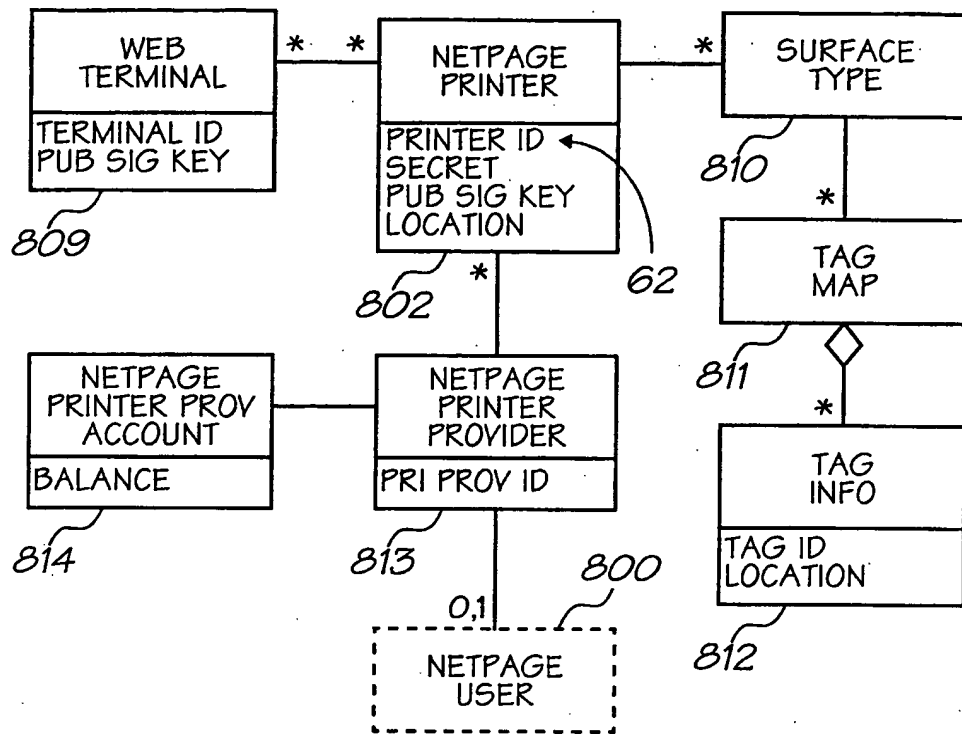 WEB
TERMINAL
TERMINAL ID
PUB SIG KEY
809
* *
NETPAGE
PRINTER
PRINTER ID
SECRET
PUB SIG KEY
LOCATION
802
62
*
*
SURFACE
TYPE
810
*
TAG
MAP
811
*
TAG
INFO
TAG ID
LOCATION
812
NETPAGE
PRINTER PROV
ACCOUNT
BALANCE
814
NETPAGE
PRINTER
PROVIDER
PRI PROV ID
813
0,1
800
NETPAGE
USER